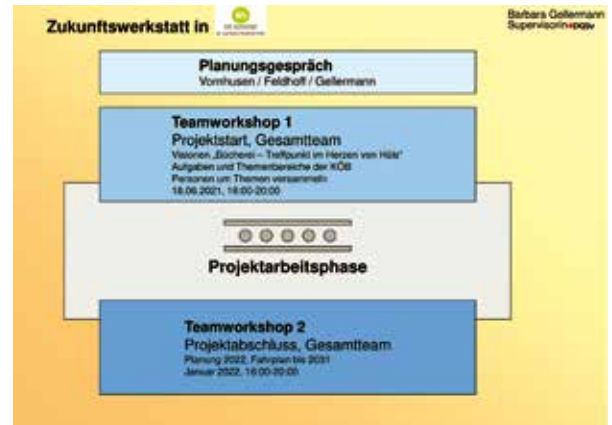 Zukunftswerkstatt in
Barbara Gellermann
Supervisorin
Planungsgespräch
Vornhusen / Feldhoff / Gellermann
Teamworkshop 1
Projektstart, Gesamtteam
Visionen „Bücherei – Treffpunkt im Herzen von Hüls"
Aufgaben und Themenbereiche der KÖB
Personen um Themen versammeln
18.06.2021, 18:00-20:00
Projektarbeitsphase
Teamworkshop 2
Projektabschluss, Gesamtteam
Planung 2022, Fahrplan bis 2031
Januar 2022, 18:00-20:00